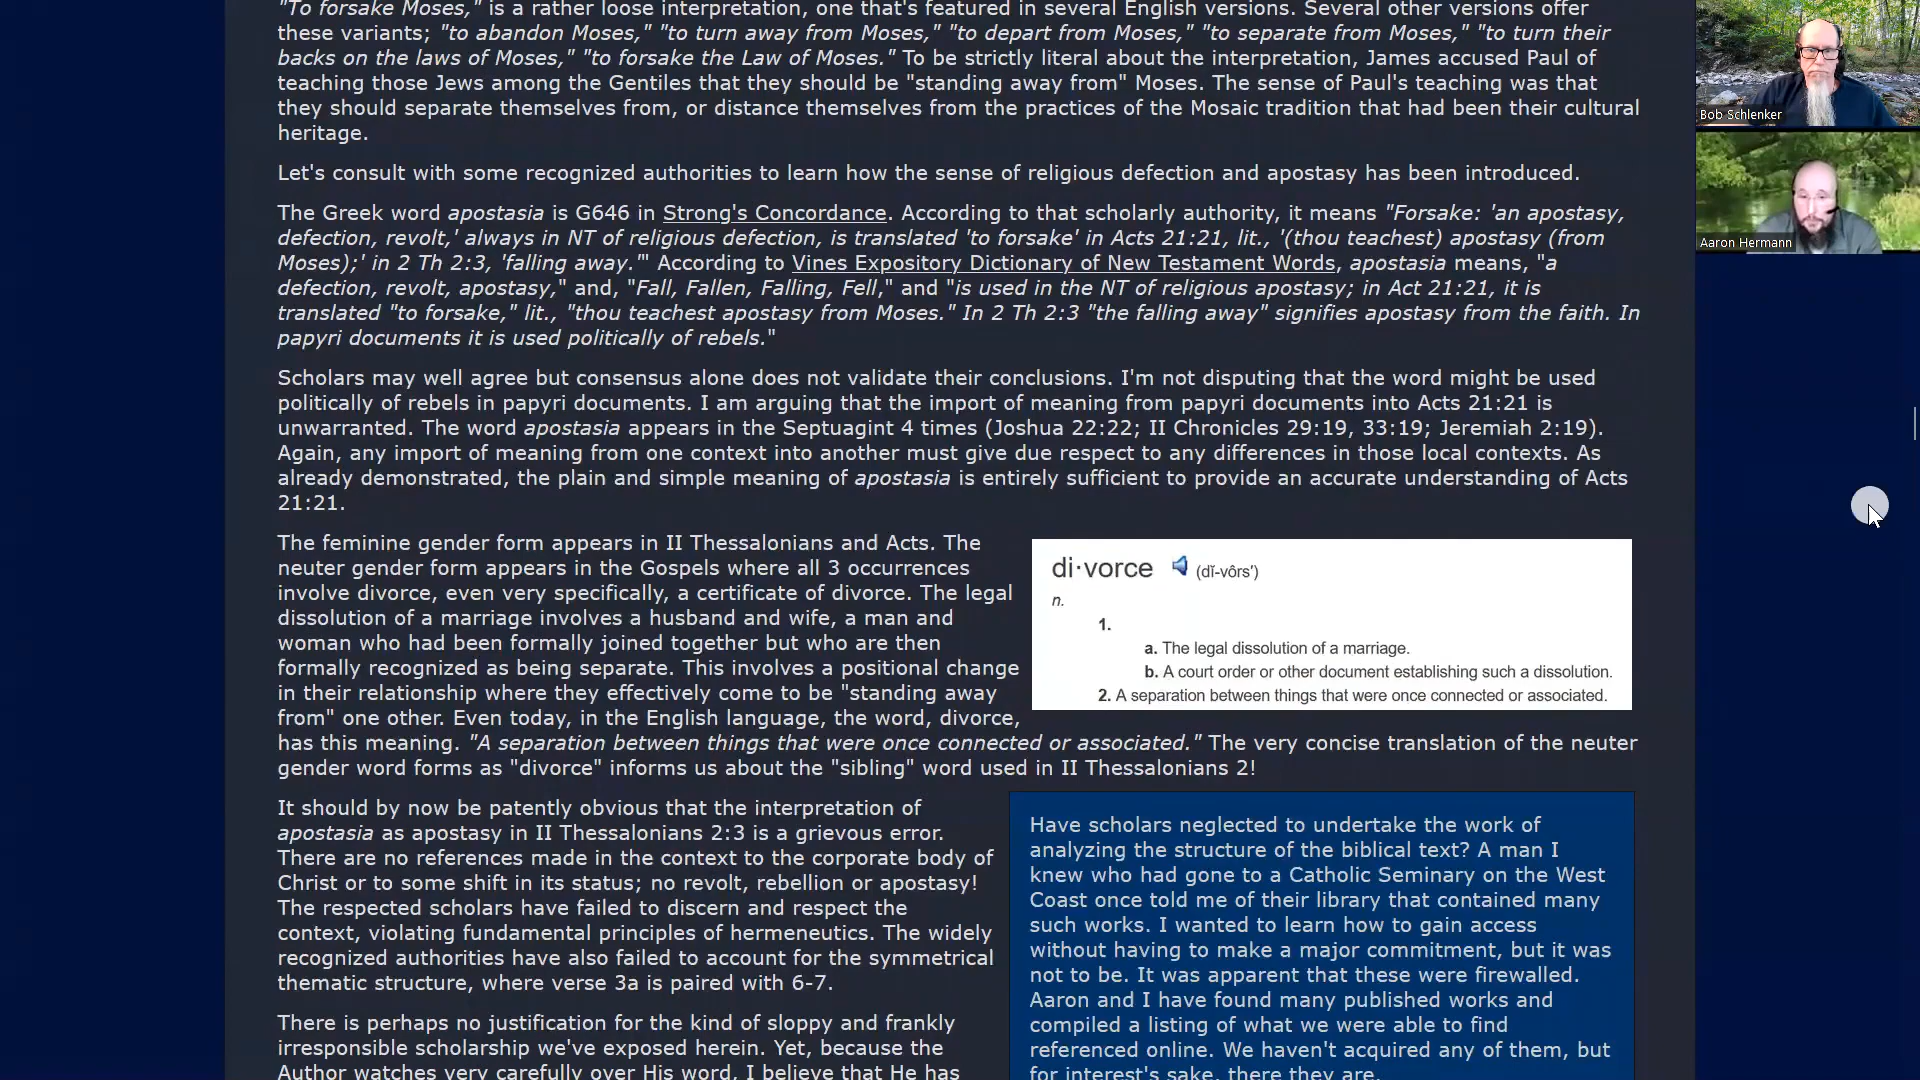 "To forsake Moses," is a rather loose interpretation, one that's featured in several English versions. Several other versions offer
these variants; "to abandon Moses," "to turn away from Moses," "to depart from Moses," "to separate from Moses," "to turn their
backs on the laws of Moses," "to forsake the Law of Moses." To be strictly literal about the interpretation, James accused Paul of
teaching those Jews among the Gentiles that they should be "standing away from" Moses. The sense of Paul's teaching was that
they should separate themselves from, or distance themselves from the practices of the Mosaic tradition that had been their cultural
heritage.
Let's consult with some recognized authorities to learn how the sense of religious defection and apostasy has been introduced.
The Greek word apostasia is G646 in Strong's Concordance. According to that scholarly authority, it means "Forsake: 'an apostasy,
defection, revolt,' always in NT of religious defection, is translated 'to forsake' in Acts 21:21, lit., '(thou teachest) apostasy (from
Moses);' in 2 Th 2:3, 'falling away.'" According to Vines Expository Dictionary of New Testament Words, apostasia means, "a
defection, revolt, apostasy," and, "Fall, Fallen, Falling, Fell," and "is used in the NT of religious apostasy; in Act 21:21, it is
translated "to forsake," lit., "thou teachest apostasy from Moses." In 2 Th 2:3 "the falling away" signifies apostasy from the faith. In
papyri documents it is used politically of rebels."
Scholars may well agree but consensus alone does not validate their conclusions. I'm not disputing that the word might be used
politically of rebels in papyri documents. I am arguing that the import of meaning from papyri documents into Acts 21:21 is
unwarranted. The word apostasia appears in the Septuagint 4 times (Joshua 22:22; II Chronicles 29:19, 33:19; Jeremiah 2:19).
Again, any import of meaning from one context into another must give due respect to any differences in those local contexts. As
already demonstrated, the plain and simple meaning of apostasia is entirely sufficient to provide an accurate understanding of Acts
21:21.
The feminine gender form appears in II Thessalonians and Acts. The
neuter gender form appears in the Gospels where all 3 occurrences
involve divorce, even very specifically, a certificate of divorce. The legal
dissolution of a marriage involves a husband and wife, a man and
woman who had been formally joined together but who are then
formally recognized as being separate. This involves a positional change
in their relationship where they effectively come to be "standing away
from" one other. Even today, in the English language, the word, divorce,
has this meaning. "A separation between things that were once connected or associated." The very concise translation of the neuter
gender word forms as "divorce" informs us about the "sibling" word used in II Thessalonians 2!
di·vorce (dĭ-vôrs′)
n.
1.
a. The legal dissolution of a marriage.
b. A court order or other document establishing such a dissolution.
2. A separation between things that were once connected or associated.
It should by now be patently obvious that the interpretation of
apostasia as apostasy in II Thessalonians 2:3 is a grievous error.
There are no references made in the context to the corporate body of
Christ or to some shift in its status; no revolt, rebellion or apostasy!
The respected scholars have failed to discern and respect the
context, violating fundamental principles of hermeneutics. The widely
recognized authorities have also failed to account for the symmetrical
thematic structure, where verse 3a is paired with 6-7.
There is perhaps no justification for the kind of sloppy and frankly
irresponsible scholarship we've exposed herein. Yet, because the
Author watches very carefully over His word, I believe that He has
Have scholars neglected to undertake the work of
analyzing the structure of the biblical text? A man I
knew who had gone to a Catholic Seminary on the West
Coast once told me of their library that contained many
such works. I wanted to learn how to gain access
without having to make a major commitment, but it was
not to be. It was apparent that these were firewalled.
Aaron and I have found many published works and
compiled a listing of what we were able to find
referenced online. We haven't acquired any of them, but
for interest's sake, there they are.
Bob Schlenker
Aaron Hermann